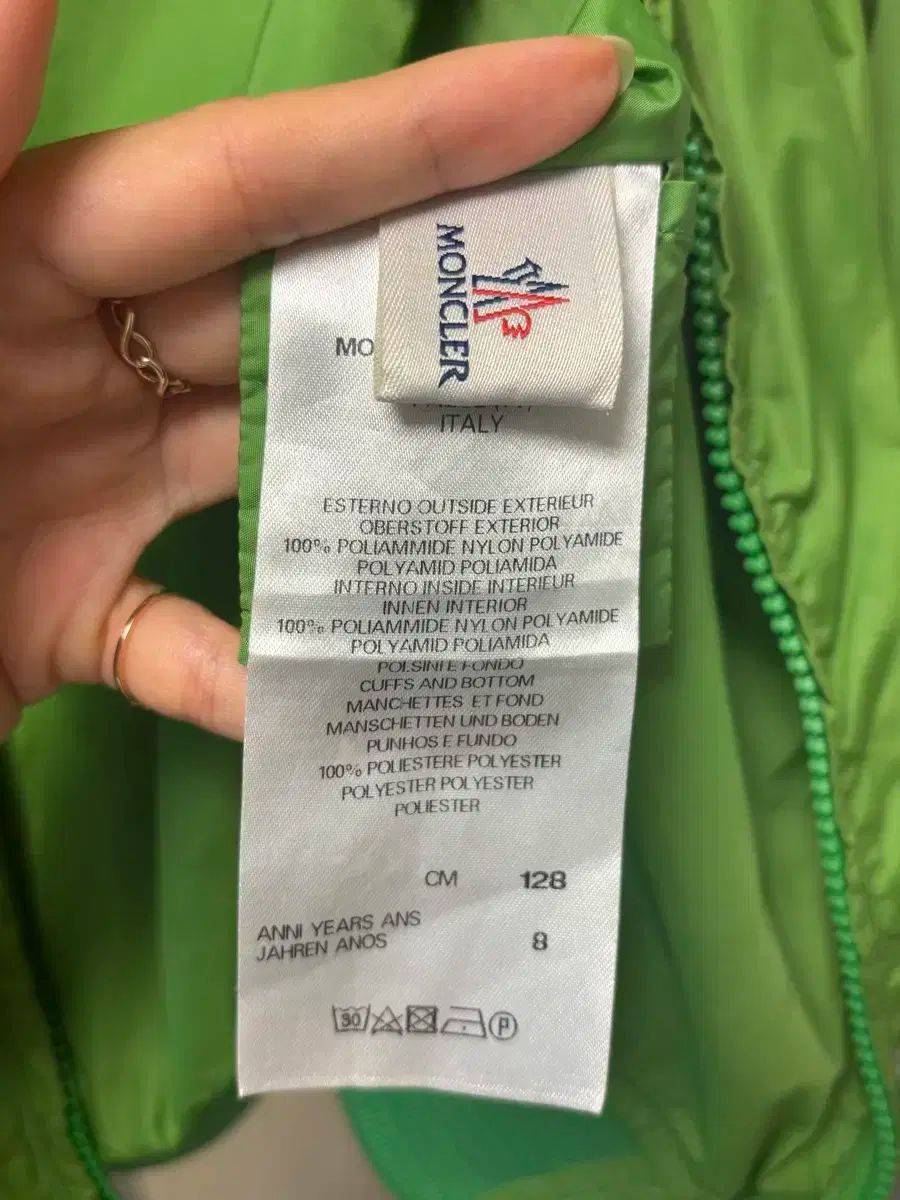 MONCLER
MO
ITALY
ESTERNO OUTSIDE EXTERIEUR
OBERSTOFF EXTERIOR
100% POLIAMMIDE NYLON POLYAMIDE
POLYAMID POLIAMIDA
INTERNO INSIDE INTERIEUR
INNEN INTERIOR
100% POLIAMMIDE NYLON POLYAMIDE
POLYAMID POLIAMIDA
POLSINI E FONDO
CUFFS AND BOTTOM
MANCHETTES ET FOND
MANSCHETTEN UND BODEN
PUNHOS E FUNDO
100% POLIESTERE POLYESTER
POLYESTER POLYESTER
POLIESTER
CM 128
ANNI YEARS ANS
JAHREN ANOS 8
30 P